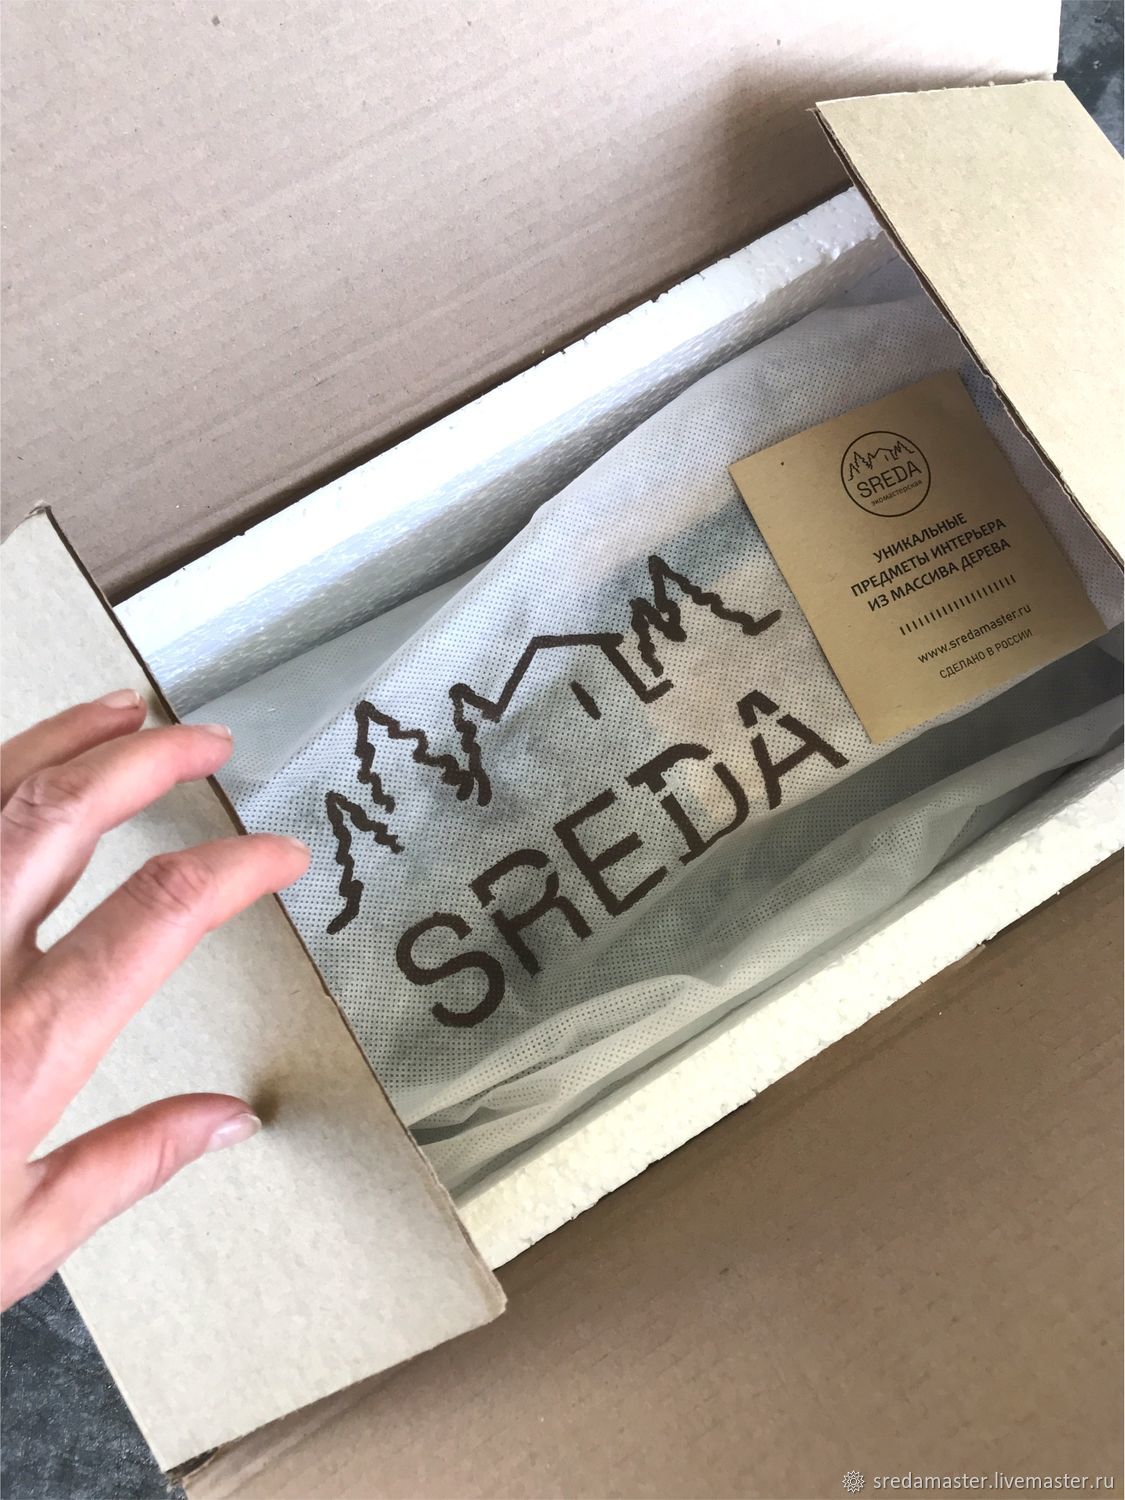 SREDA
SREDA
экомастерская
УНИКАЛЬНЫЕ
ПРЕДМЕТЫ ИНТЕРЬЕРА
ИЗ МАССИВА ДЕРЕВА
www.sredamaster.ru
СДЕЛАНО В РОССИИ
sredamaster.livemaster.ru